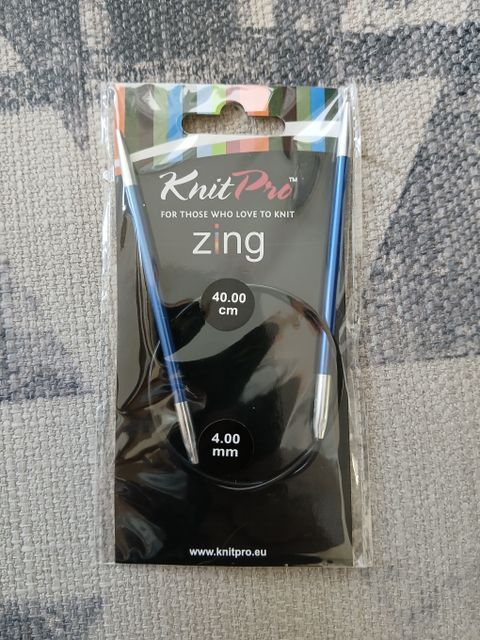 KnitPro™
FOR THOSE WHO LOVE TO KNIT
zing
40.00
cm
4.00
mm
www.knitpro.eu